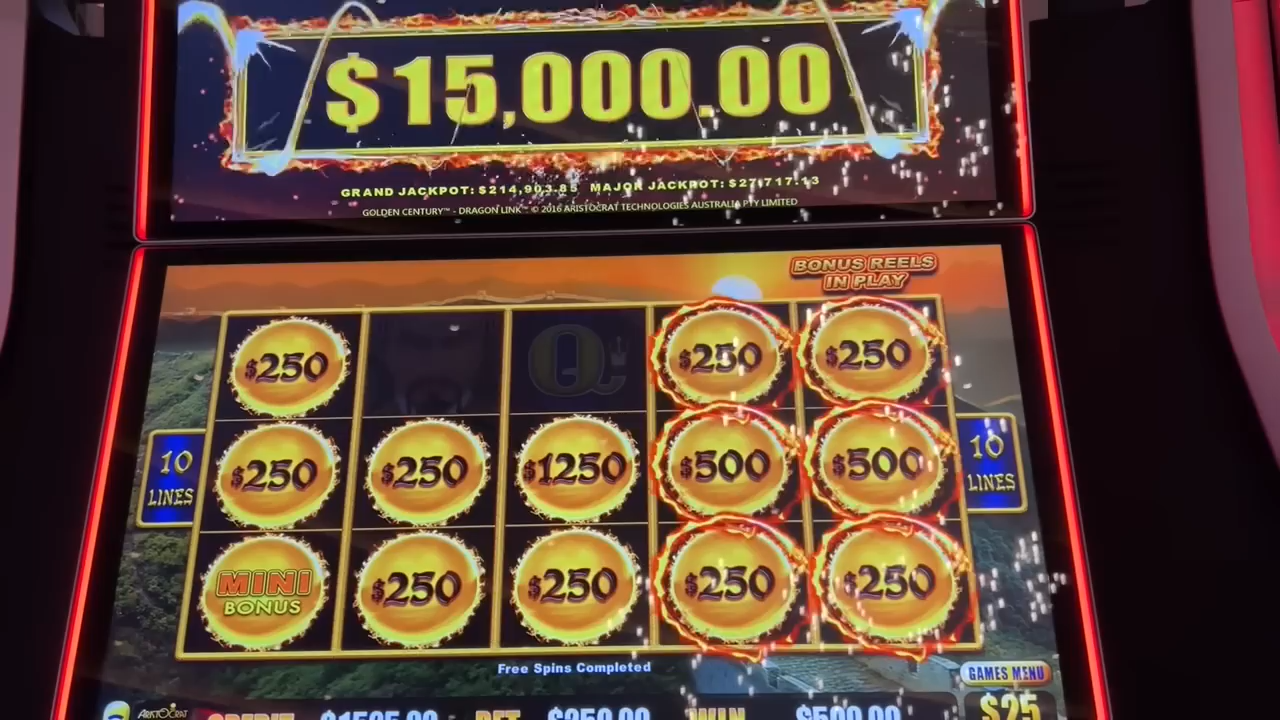 $15,000.00
GRAND JACKPOT: $214,903.85 MAJOR JACKPOT: $27,717.13
GOLDEN CENTURY™ - DRAGON LINK™ © 2016 ARISTOCRAT TECHNOLOGIES AUSTRALIA PTY LIMITED
BONUS REELS
IN PLAY
$250 Q $250 $250
10 LINES
$250 $250 $1250 $500 $500
10 LINES
MINI BONUS
$250 $250 $250 $250
Free Spins Completed
GAMES MENU
ARISTOCRAT CREDIT BET $250.00 WIN $500.00 $25